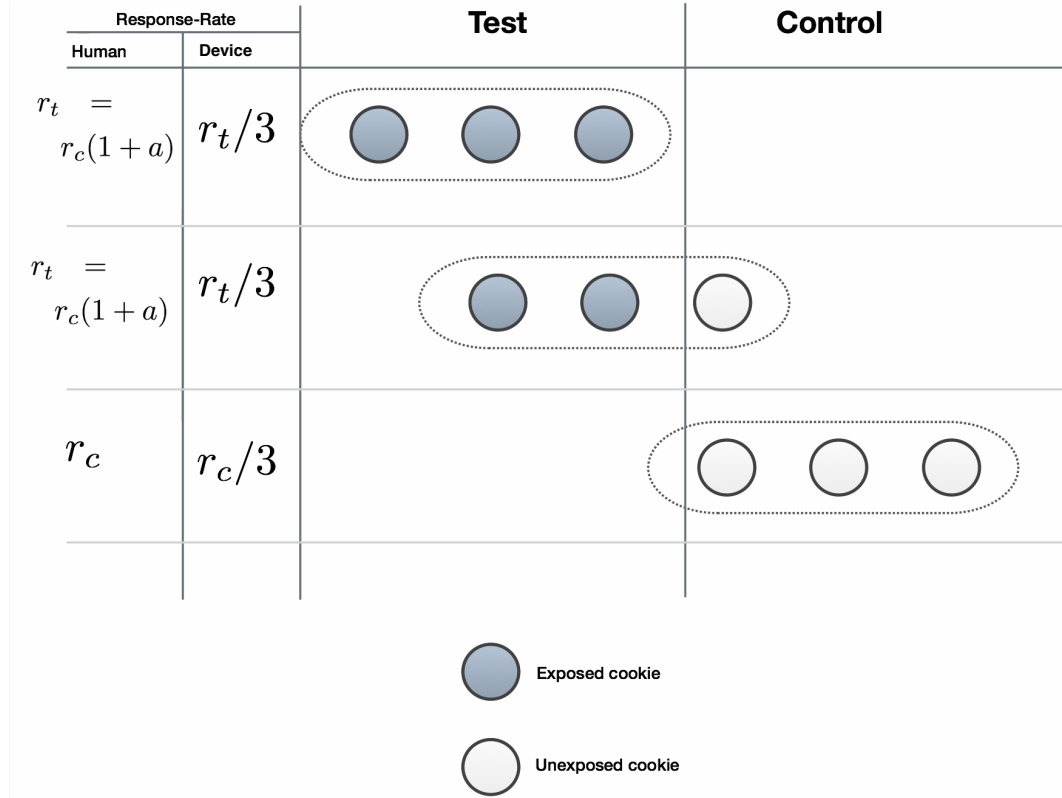 Response-Rate
Test
Control
Human
Device
r_t =
r_c(1 + a)
r_t/3
r_t =
r_c(1 + a)
r_t/3
r_c
r_c/3
Exposed cookie
Unexposed cookie